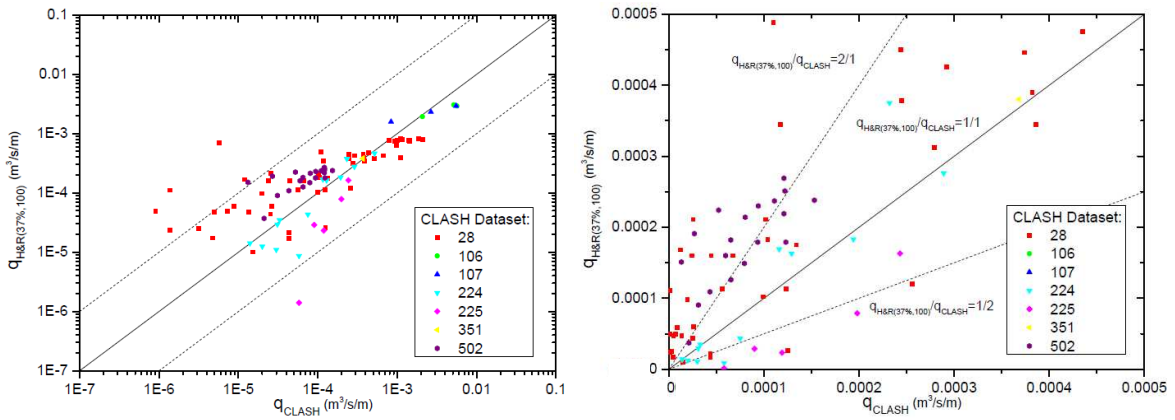 0.1
0.01
1E-3
1E-4
1E-5
1E-6
1E-7
q_H&R(37%,100) (m³/s/m)
CLASH Dataset:
28
106
107
224
225
351
502
1E-7 1E-6 1E-5 1E-4 1E-3 0.01 0.1
q_CLASH (m³/s/m)
0.0005
0.0004
0.0003
0.0002
0.0001
0
q_H&R(37%,100) (m³/s/m)
q_H&R(37%,100)/q_CLASH=2/1
q_H&R(37%,100)/q_CLASH=1/1
q_H&R(37%,100)/q_CLASH=1/2
CLASH Dataset:
28
106
107
224
225
351
502
0 0.0001 0.0002 0.0003 0.0004 0.0005
q_CLASH (m³/s/m)